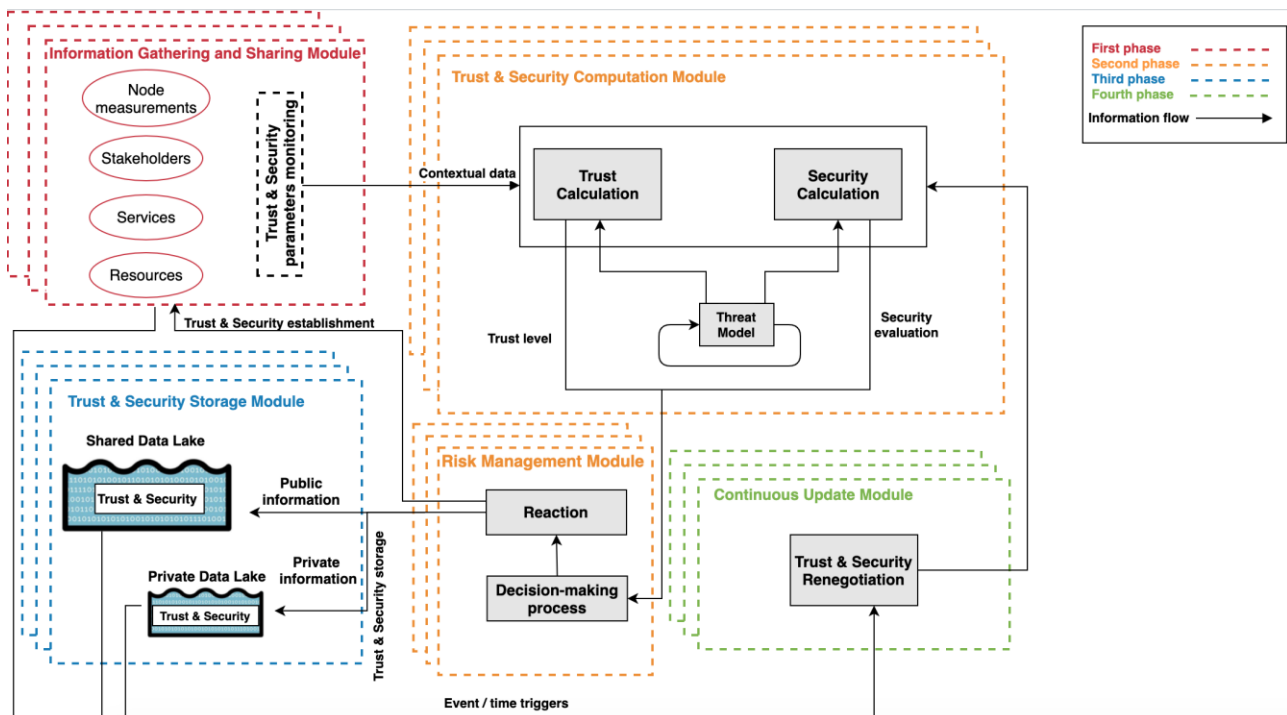 Information Gathering and Sharing Module
Node
measurements
Stakeholders
Services
Resources
Trust & Security
parameters monitoring
Contextual data
Trust & Security Computation Module
Trust
Calculation
Security
Calculation
Threat
Model
Trust level
Security
evaluation
First phase
Second phase
Third phase
Fourth phase
Information flow
Trust & Security establishment
Trust & Security Storage Module
Shared Data Lake
Trust & Security
Public
information
Private Data Lake
Trust & Security
Private
information
Trust & Security storage
Risk Management Module
Reaction
Decision-making
process
Continuous Update Module
Trust & Security
Renegotiation
Event / time triggers